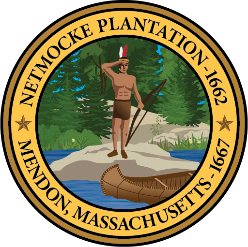 NETMOCKE PLANTATION-1662
MENDON, MASSACHUSETTS-1667